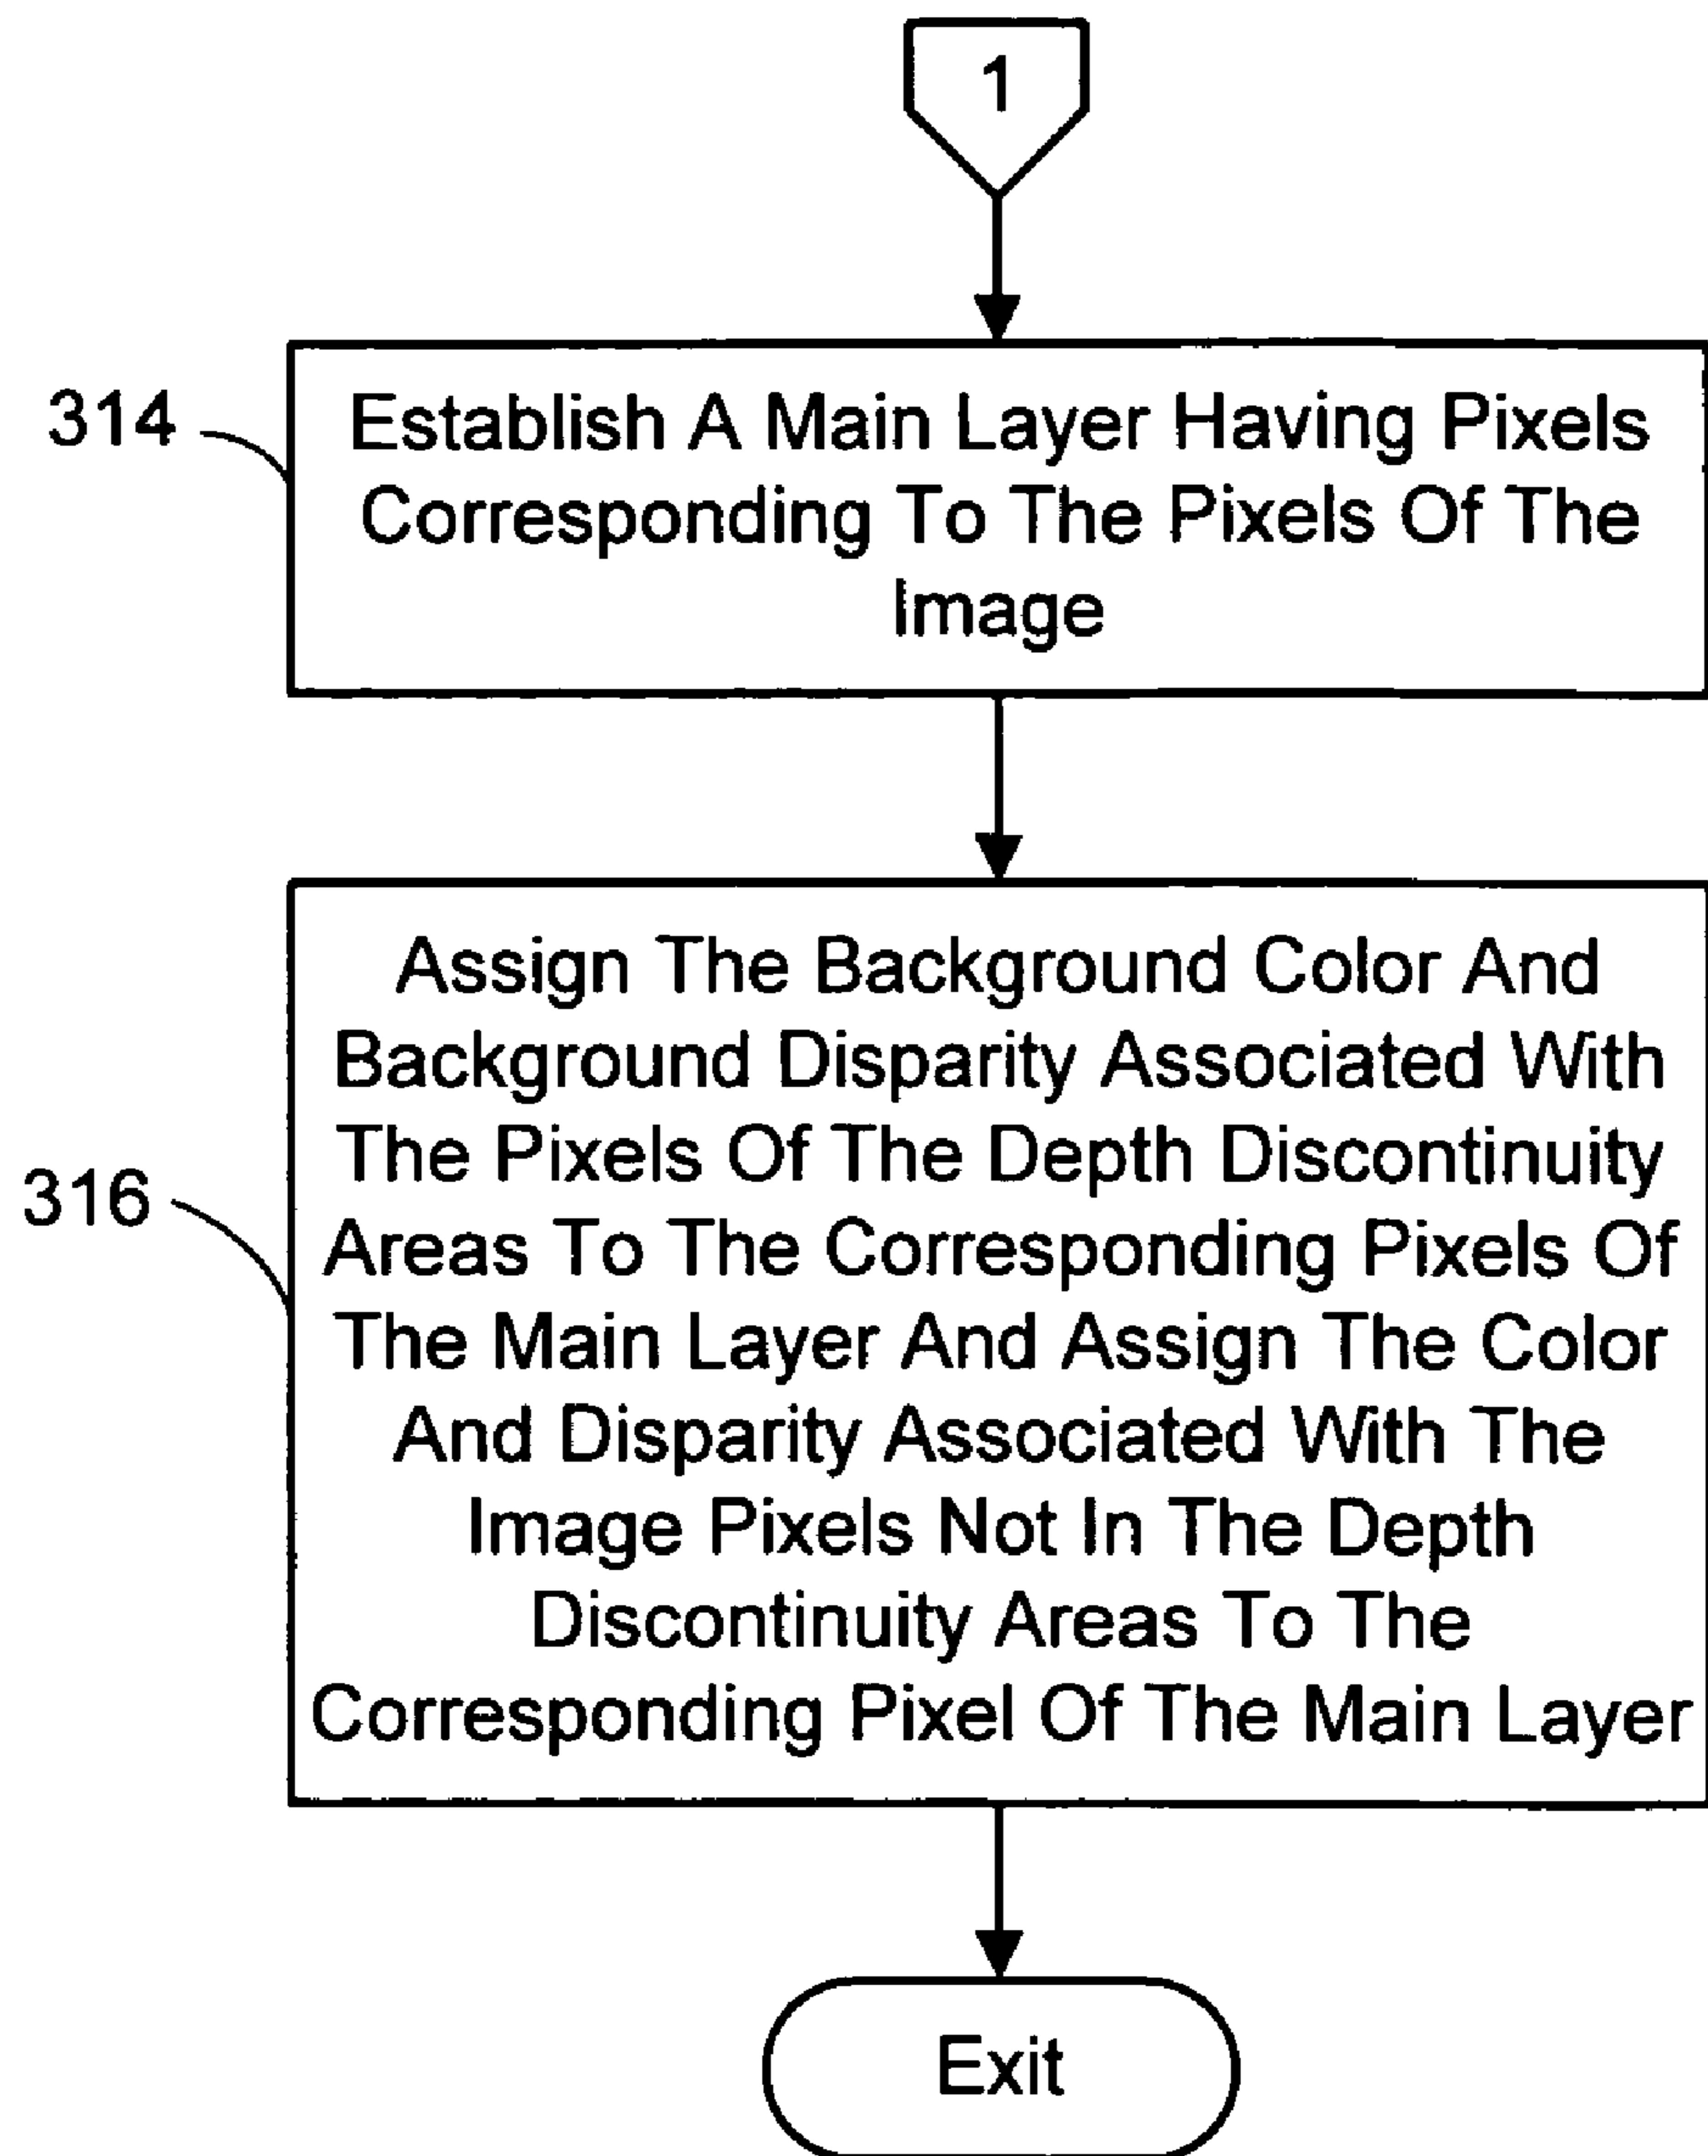 1
314
Establish A Main Layer Having Pixels
Corresponding To The Pixels Of The
Image
316
Assign The Background Color And
Background Disparity Associated With
The Pixels Of The Depth Discontinuity
Areas To The Corresponding Pixels Of
The Main Layer And Assign The Color
And Disparity Associated With The
Image Pixels Not In The Depth
Discontinuity Areas To The
Corresponding Pixel Of The Main Layer
Exit